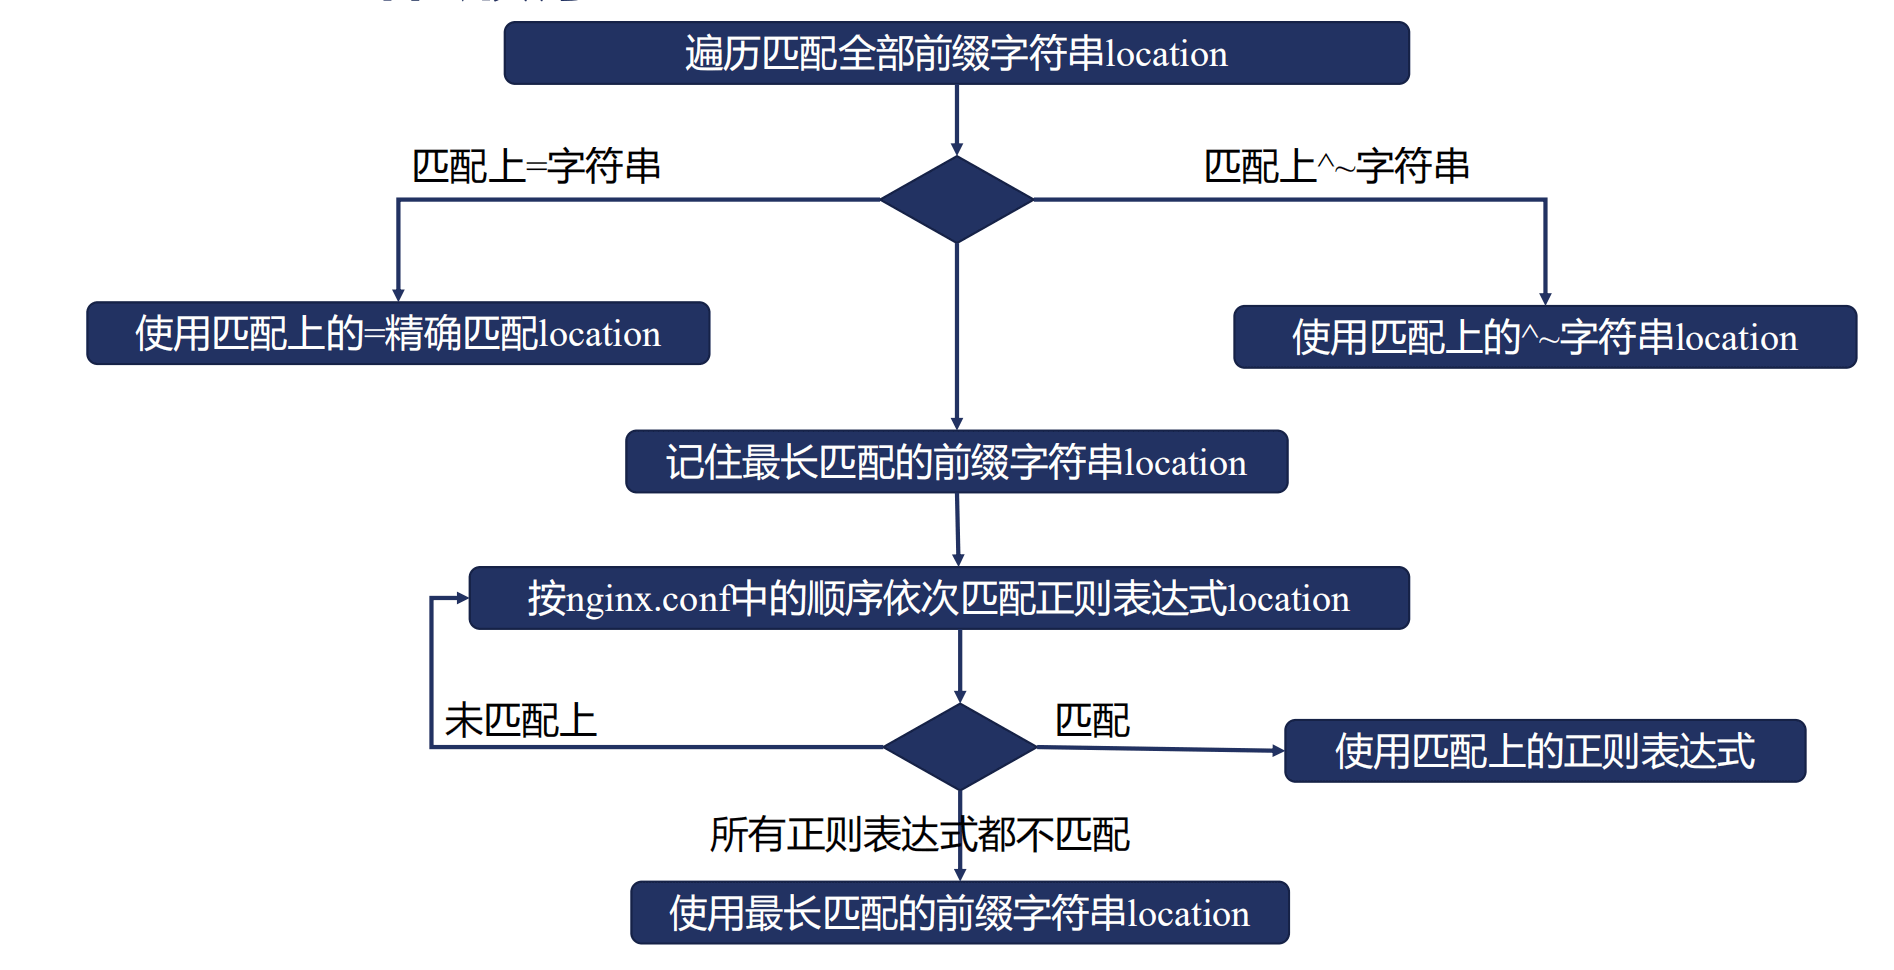 遍历匹配全部前缀字符串location
匹配上=字符串
匹配上^~字符串
使用匹配上的=精确匹配location
使用匹配上的^~字符串location
记住最长匹配的前缀字符串location
按nginx.conf中的顺序依次匹配正则表达式location
未匹配上
匹配
使用匹配上的正则表达式
所有正则表达式都不匹配
使用最长匹配的前缀字符串location